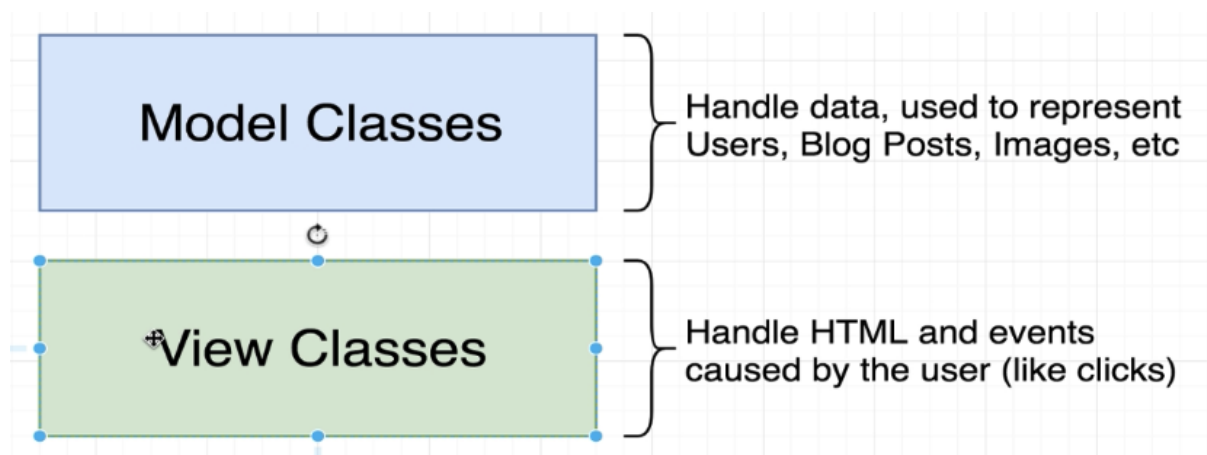 Model Classes
Handle data, used to represent
Users, Blog Posts, Images, etc
View Classes
Handle HTML and events
caused by the user (like clicks)